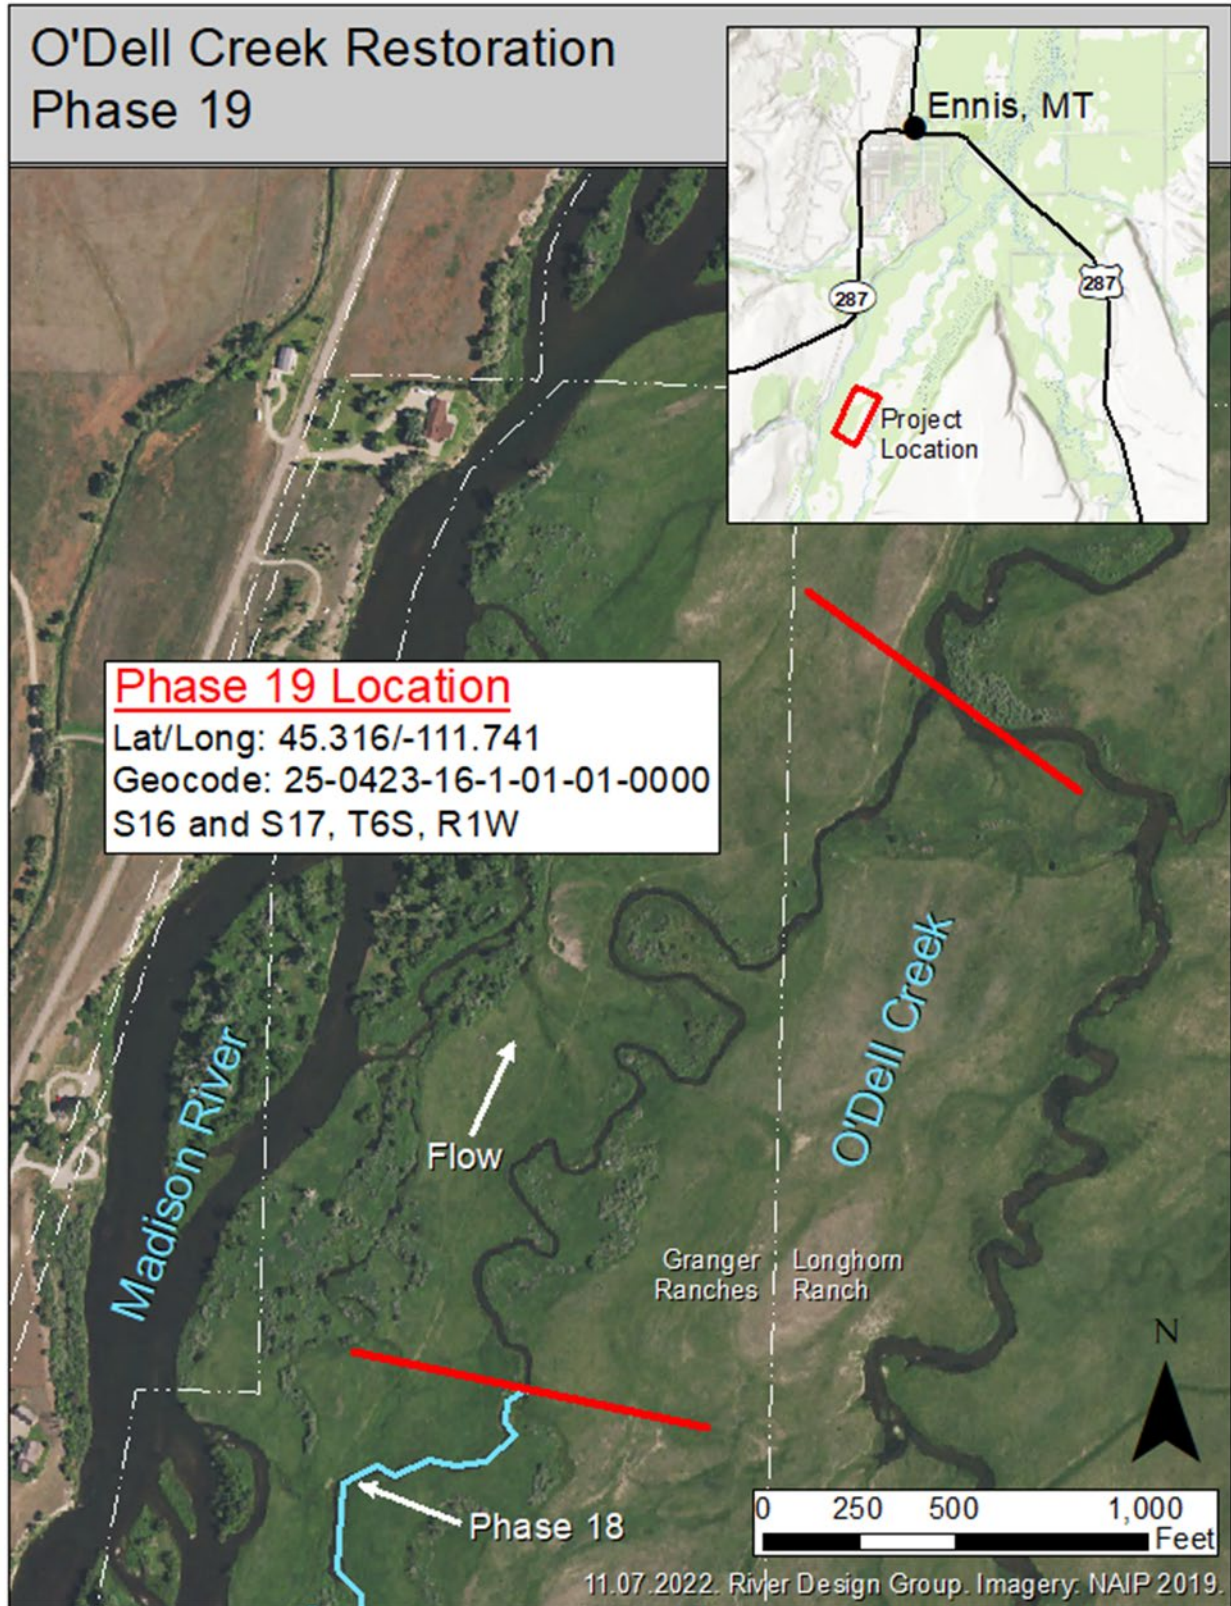 O'Dell Creek Restoration
Phase 19
Ennis, MT
287
287
Project
Location
Phase 19 Location
Lat/Long: 45.316/-111.741
Geocode: 25-0423-16-1-01-01-0000
S16 and S17, T6S, R1W
O'Dell Creek
Madison River
Flow
Granger
Ranches
Longhorn
Ranch
N
Phase 18
0 250 500 1,000
Feet
11.07.2022. River Design Group. Imagery: NAIP 2019.